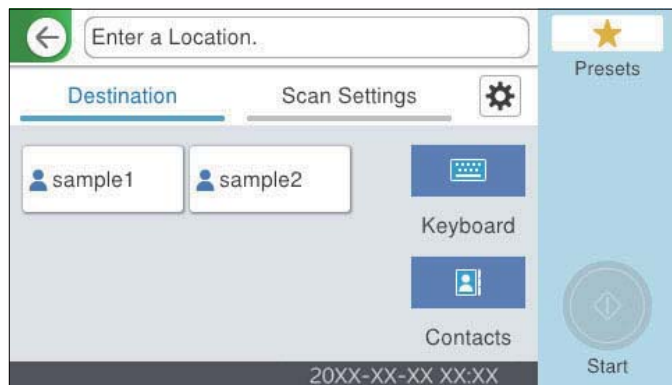 Enter a Location.
Presets
Destination
Scan Settings
sample1
sample2
Keyboard
Contacts
Start
20XX-XX-XX XX:XX